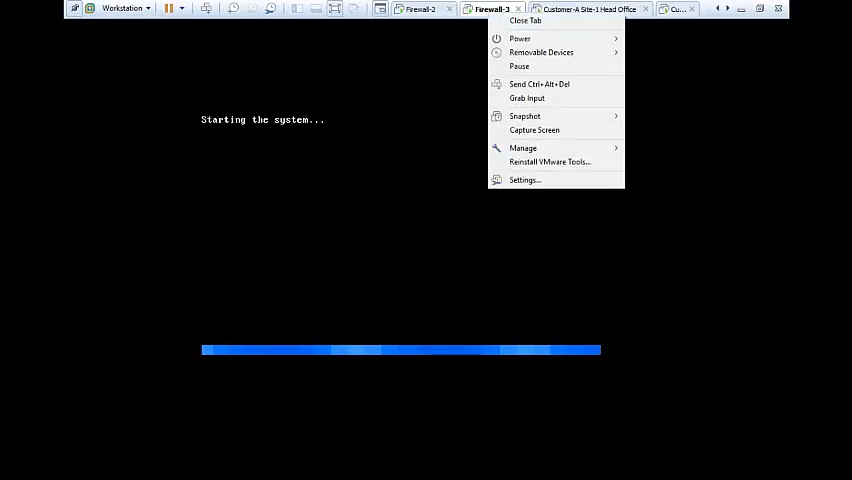 Workstation
Firewall-2
Firewall-3
Customer-A Site-1 Head Office
Cu...
Close Tab
Power
Removable Devices
Pause
Send Ctrl+Alt+Del
Grab Input
Snapshot
Capture Screen
Manage
Reinstall VMware Tools...
Settings...
Starting the system...